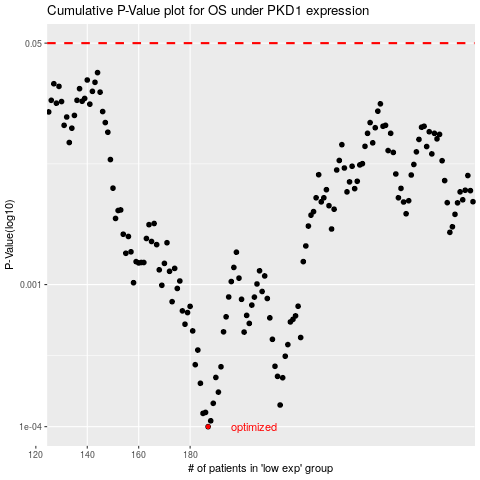 Cumulative P-Value plot for OS under PKD1 expression
0.05
0.001
1e-04
P-Value(log10)
optimized
120 140 160 180
# of patients in 'low exp' group